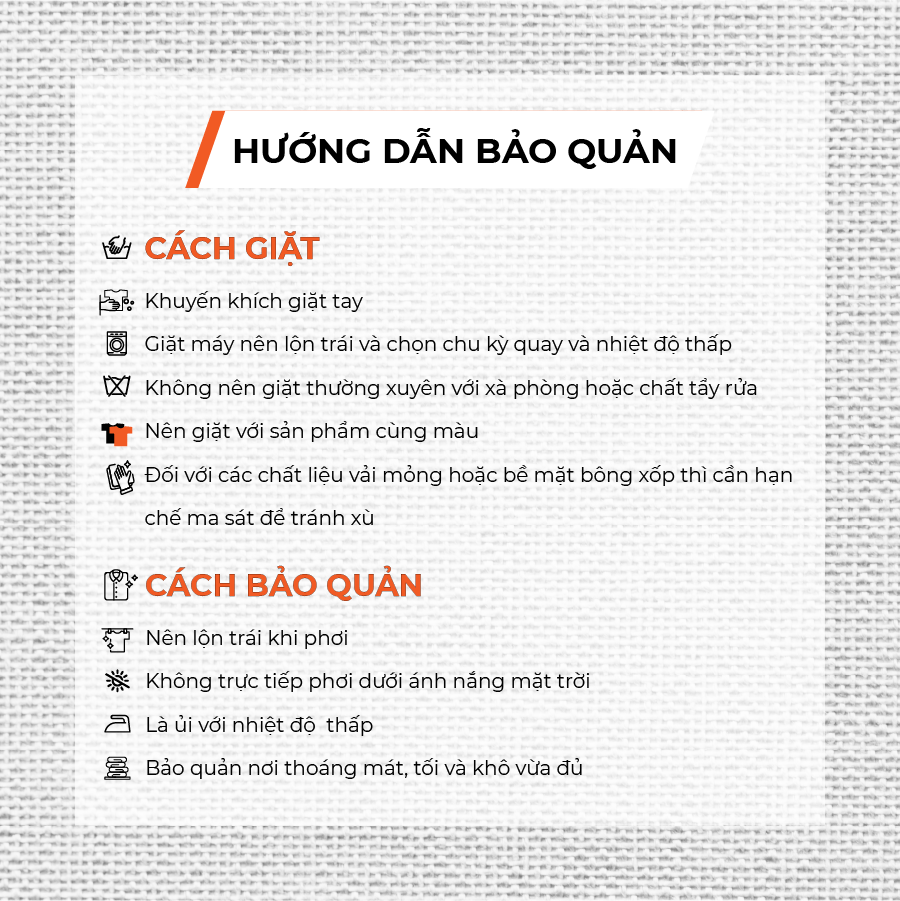 HƯỚNG DẪN BẢO QUẢN
CÁCH GIẶT
Khuyến khích giặt tay
Giặt máy nên lộn trái và chọn chu kỳ quay và nhiệt độ thấp
Không nên giặt thường xuyên với xà phòng hoặc chất tẩy rửa
Nên giặt với sản phẩm cùng màu
Đối với các chất liệu vải mỏng hoặc bề mặt bông xốp thì cần hạn
chế ma sát để tránh xù
CÁCH BẢO QUẢN
Nên lộn trái khi phơi
Không trực tiếp phơi dưới ánh nắng mặt trời
Là ủi với nhiệt độ thấp
Bảo quản nơi thoáng mát, tối và khô vừa đủ